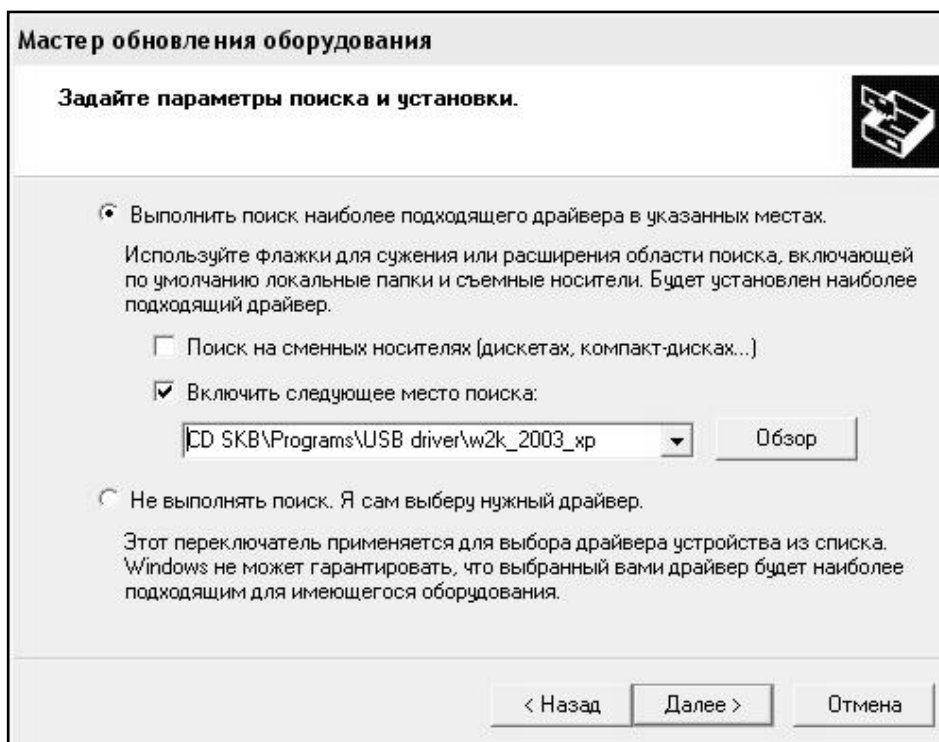 Мастер обновления оборудования
Задайте параметры поиска и установки.
Выполнить поиск наиболее подходящего драйвера в указанных местах.
Используйте флажки для сужения или расширения области поиска, включающей
по умолчанию локальные папки и съемные носители. Будет установлен наиболее
подходящий драйвер.
Поиск на сменных носителях (дискетах, компакт-дисках...)
Включить следующее место поиска:
CD SKB\Programs\USB driver\w2k_2003_xp
Обзор
Не выполнять поиск. Я сам выберу нужный драйвер.
Этот переключатель применяется для выбора драйвера устройства из списка.
Windows не может гарантировать, что выбранный вами драйвер будет наиболее
подходящим для имеющегося оборудования.
< Назад
Далее >
Отмена